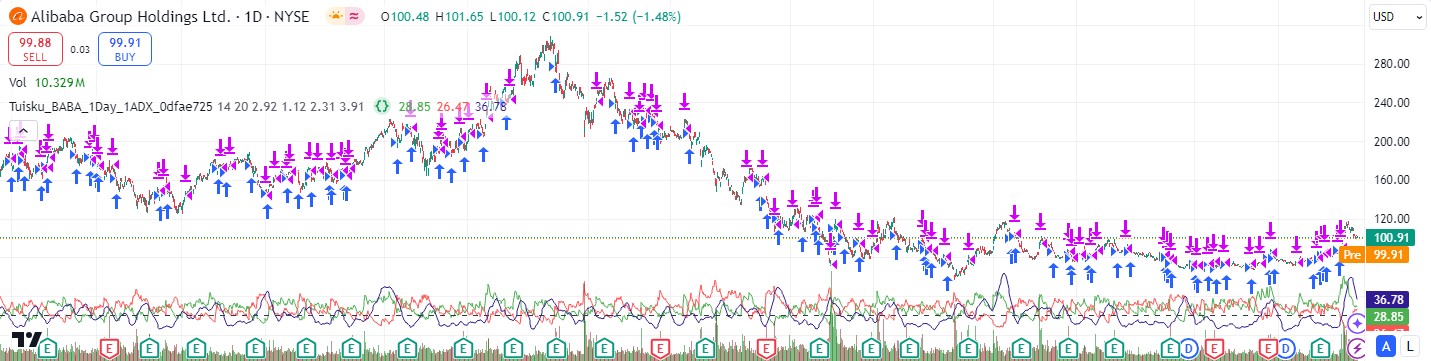 Alibaba Group Holdings Ltd. · 1D · NYSE O100.48 H101.65 L100.12 C100.91 −1.52 (−1.48%)
USD
99.88 SELL
0.03
99.91 BUY
Vol 10.329M
Tuisku_BABA_1Day_1ADX_0dfae725 14 20 2.92 1.12 2.31 3.91 {} 28.85 26.47 36.78
280.00
240.00
200.00
160.00
120.00
100.91
Pre 99.91
36.78
28.85
E E E E E E E E E E E E E E E E E E E E E E E E D E E D E
A L